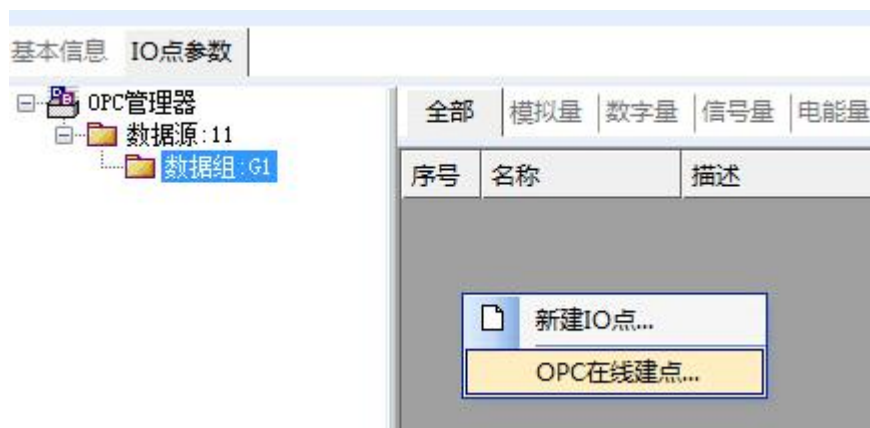 基本信息 IO点参数
OPC管理器
数据源:11
数据组:G1
全部 模拟量 数字量 信号量 电能量
序号 名称 描述
新建IO点...
OPC在线建点...